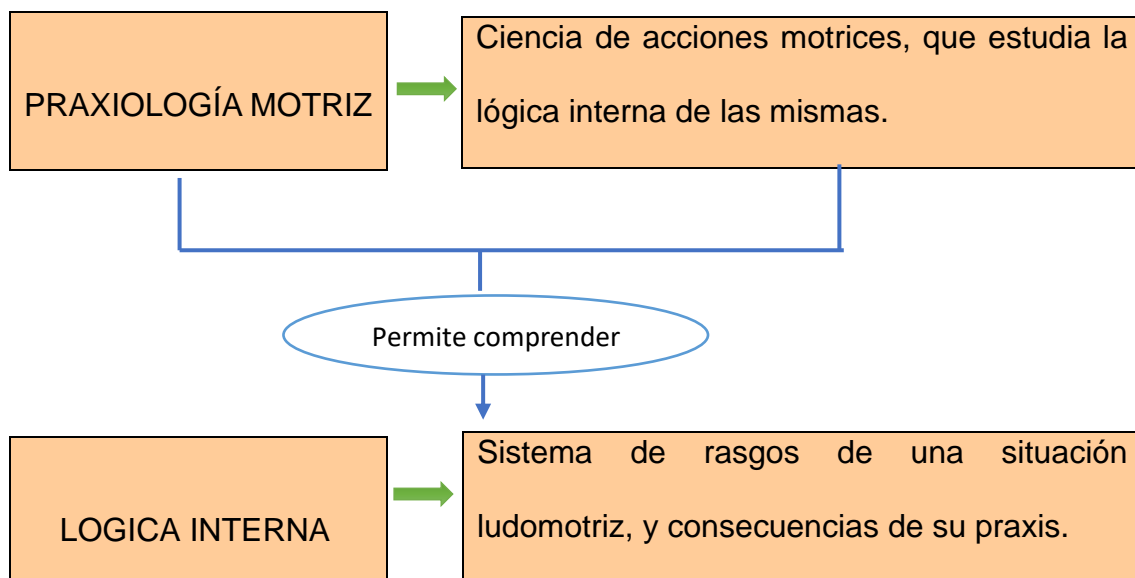 PRAXIOLOGÍA MOTRIZ
Ciencia de acciones motrices, que estudia la
lógica interna de las mismas.
Permite comprender
LOGICA INTERNA
Sistema de rasgos de una situación
ludomotriz, y consecuencias de su praxis.